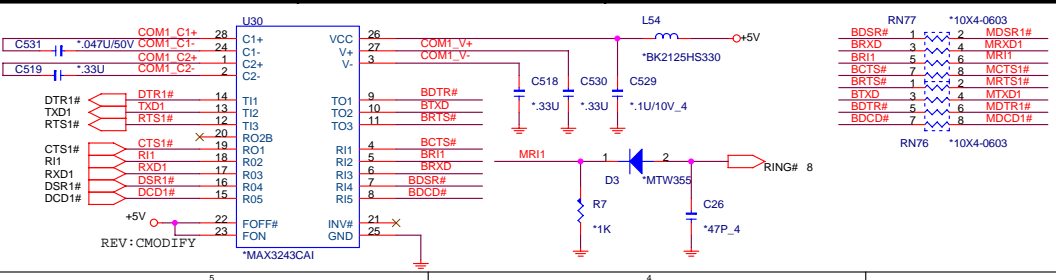 U30
L54
RN77 *10X4-0603
C531 *.047U/50V
COM1_C1+ 28 C1+ VCC 26 +5V
COM1_C1- 24 C1- V+ 27 COM1_V+
COM1_C2+ 1 C2+ V- 3 COM1_V-
C519 *.33U
COM1_C2- 2 C2-
*BK2125HS330
C518 *.33U
C530 *.33U
C529 *.1U/10V_4
DTR1# DTR1# 14 TI1 TO1 9 BDTR#
TXD1 TXD1 13 TI2 TO2 10 BTXD
RTS1# RTS1# 12 TI3 TO3 11 BRTS#
20 RO2B
CTS1# CTS1# 19 RO1 RI1 4 BCTS#
RI1 RI1 18 R02 RI2 5 BRI1
RXD1 RXD1 17 R03 RI3 6 BRXD
DSR1# DSR1# 16 R04 RI4 7 BDSR#
DCD1# DCD1# 15 R05 RI5 8 BDCD#
+5V
22 FOFF# INV# 21
23 FON GND 25
REV:CMODIFY
*MAX3243CAI
MRI1 1 2 RING# 8
D3 *MTW355
R7
*1K
C26
*47P_4
BDSR# 1 2 MDSR1#
BRXD 3 4 MRXD1
BRI1 5 6 MRI1
BCTS# 7 8 MCTS1#
BRTS# 1 2 MRTS1#
BTXD 3 4 MTXD1
BDTR# 5 6 MDTR1#
BDCD# 7 8 MDCD1#
RN76 *10X4-0603
5 4